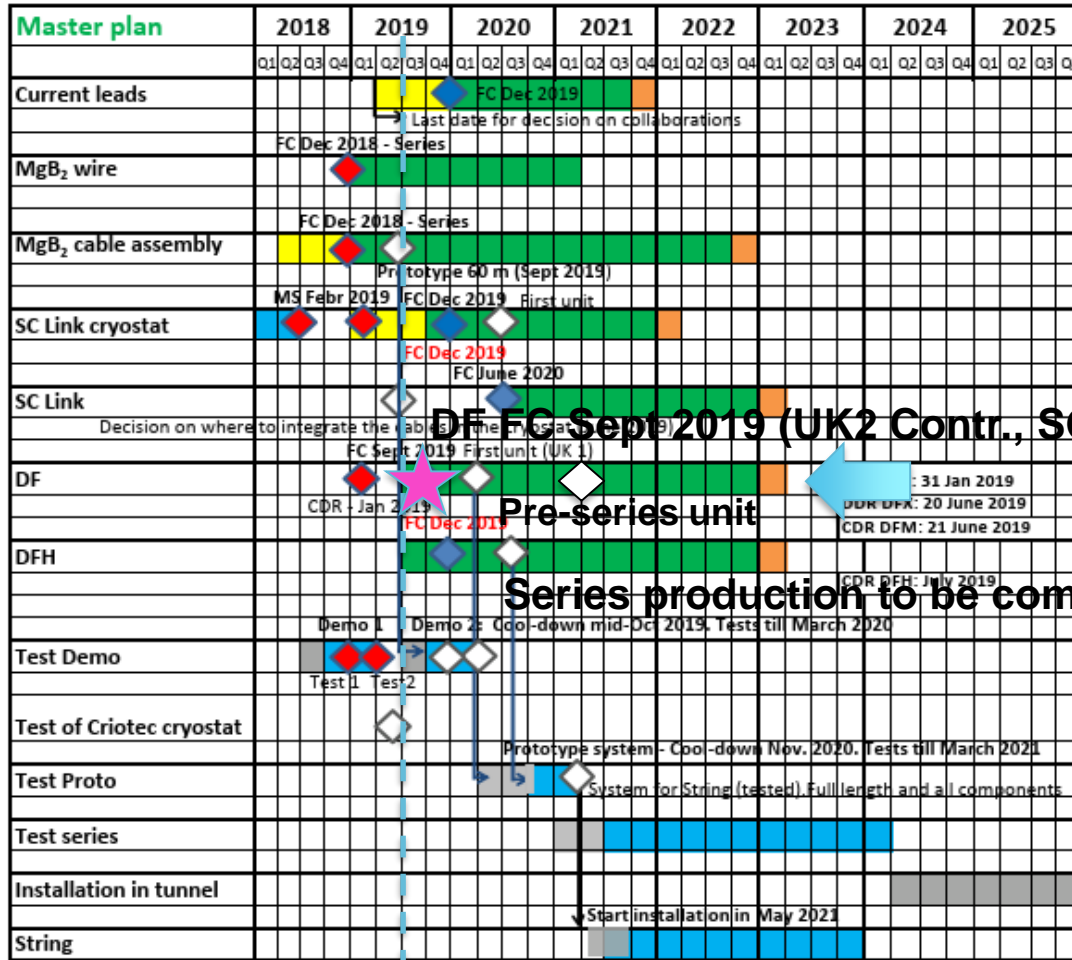 Master plan 2018 2019 2020 2021 2022 2023 2024 2025
Q1 Q2 Q3 Q4 Q1 Q2 Q3 Q4 Q1 Q2 Q3 Q4 Q1 Q2 Q3 Q4 Q1 Q2 Q3 Q4 Q1 Q2 Q3 Q4 Q1 Q2 Q3 Q4 Q1 Q2 Q3
Current leads FC Dec 2019
Last date for decision on collaborations
FC Dec 2018 - Series
MgB₂ wire
FC Dec 2018 - Series
MgB₂ cable assembly
Prototype 60 m (Sept 2019)
MS Febr 2019 FC Dec 2019 First unit
SC Link cryostat
FC Dec 2019
FC June 2020
SC Link
DF FC Sept 2019 (UK2 Contr., SC
Decision on where to integrate the cables in the cryostat
FC Sept 2019 First unit (UK 1)
DF : 31 Jan 2019
CDR - Jan 2019 Pre-series unit DDR DFX: 20 June 2019
FC Dec 2019 CDR DFM: 21 June 2019
DFH
CDR DFH: July 2019
Series production to be com
Demo 1 Demo 2: Cool-down mid-Oct 2019. Tests till March 2020
Test Demo
Test 1 Test2
Test of Criotec cryostat
Prototype system - Cool-down Nov. 2020. Tests till March 2021
Test Proto
System for String (tested).Full length and all components
Test series
Installation in tunnel
Start installation in May 2021
String